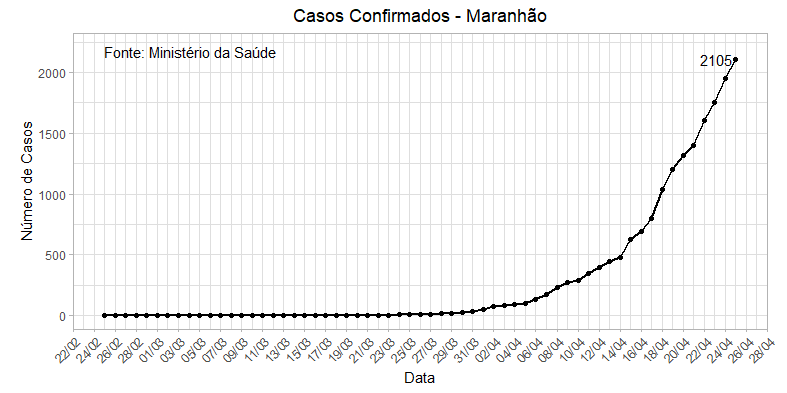 Casos Confirmados - Maranhão
Fonte: Ministério da Saúde
2105
Número de Casos
2000
1500
1000
500
0
22/02 24/02 26/02 28/02 01/03 03/03 05/03 07/03 09/03 11/03 13/03 15/03 17/03 19/03 21/03 23/03 25/03 27/03 29/03 31/03 02/04 04/04 06/04 08/04 10/04 12/04 14/04 16/04 18/04 20/04 22/04 24/04 26/04 28/04
Data